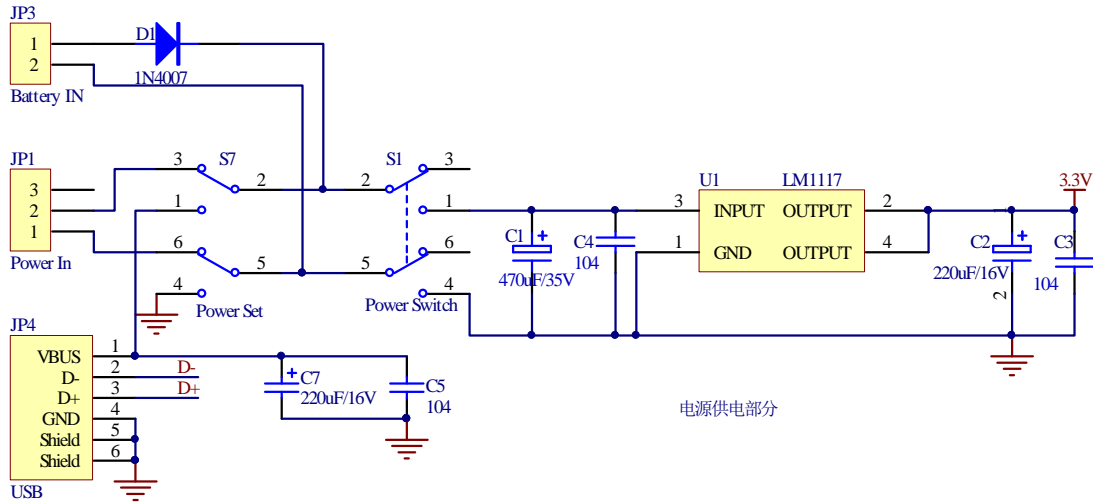 JP3
1
2
Battery IN
D1
1N4007
JP1
3
2
1
Power In
3
S7
2
1
6
5
4
Power Set
S1
3
2
1
6
5
4
Power Switch
C1
+
470uF/35V
C4
104
U1
LM1117
3
INPUT
OUTPUT
2
1
GND
OUTPUT
4
3.3V
1
C2
+
220uF/16V
2
C3
104
JP4
VBUS
1
D-
2
D-
D+
3
D+
GND
4
Shield
5
Shield
6
USB
+
C7
220uF/16V
C5
104
电源供电部分